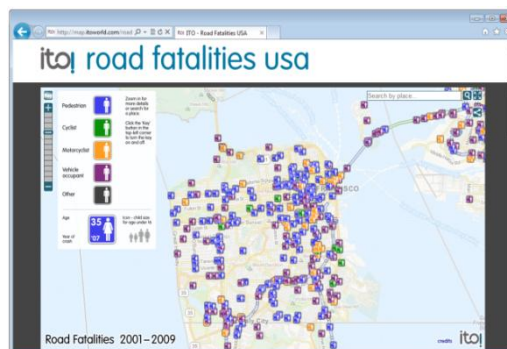 http://map.itoworld.com/road
ITO - Road Fatalities USA
ito! road fatalities usa
Search by place...
Pedestrian
Cyclist
Motorcyclist
Vehicle occupant
Other
Zoom in for more details or search for a place.
Click the 'Key' button in the top left corner to turn the key on and off.
Age
35
'07
Year of crash
Icon - child size for age under 16
Road Fatalities 2001-2009
credits
ito!